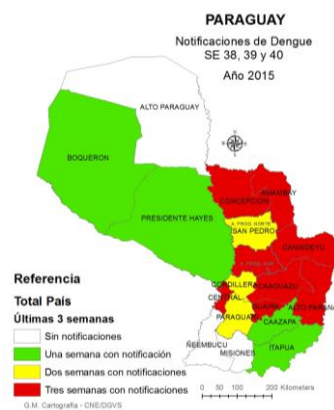 PARAGUAY
Notificaciones de Dengue
SE 38, 39 y 40
Año 2015
ALTO PARAGUAY
BOQUERON
PRESIDENTE HAYES
CONCEPCION
AMAMBAY
SAN PEDRO
CANINDEYU
CORDILLERA
CAAGUAZU
CENTRAL
GUAIRA
ALTO PARANA
PARAGUARI
CAAZAPA
ÑEEMBUCU
MISIONES
ITAPUA
Referencia
Total País
Últimas 3 semanas
Sin notificaciones
Una semana con notificación
Dos semanas con notificaciones
Tres semanas con notificaciones
0 50 100 200 Kilometers
G.M. Cartografía - CNE/DGVS